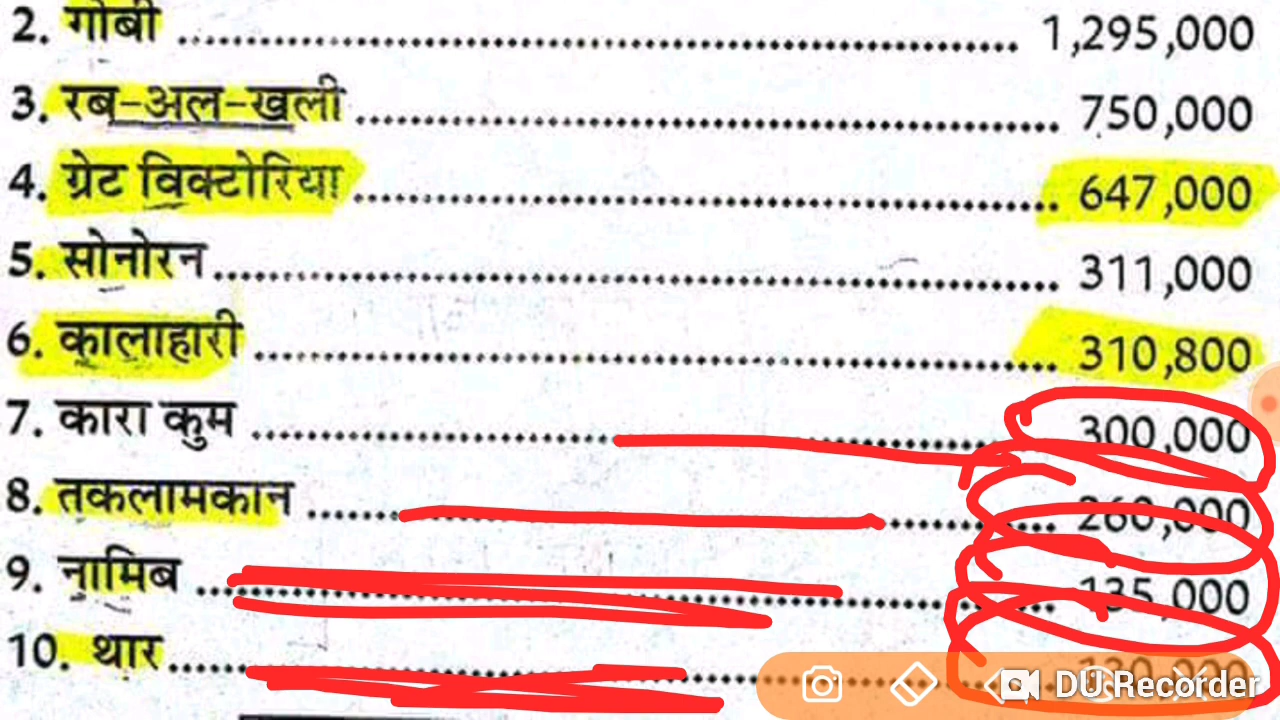 2. गोबी ........ 1,295,000
3. रब-अल-खली ........ 750,000
4. ग्रेट विक्टोरिया ........ 647,000
5. सोनोरन ........ 311,000
6. कालाहारी ........ 310,800
7. कारा कुम ........ 300,000
8. तकलामकान ........ 260,000
9. नामिब ........ 135,000
10. थार ........
DU Recorder